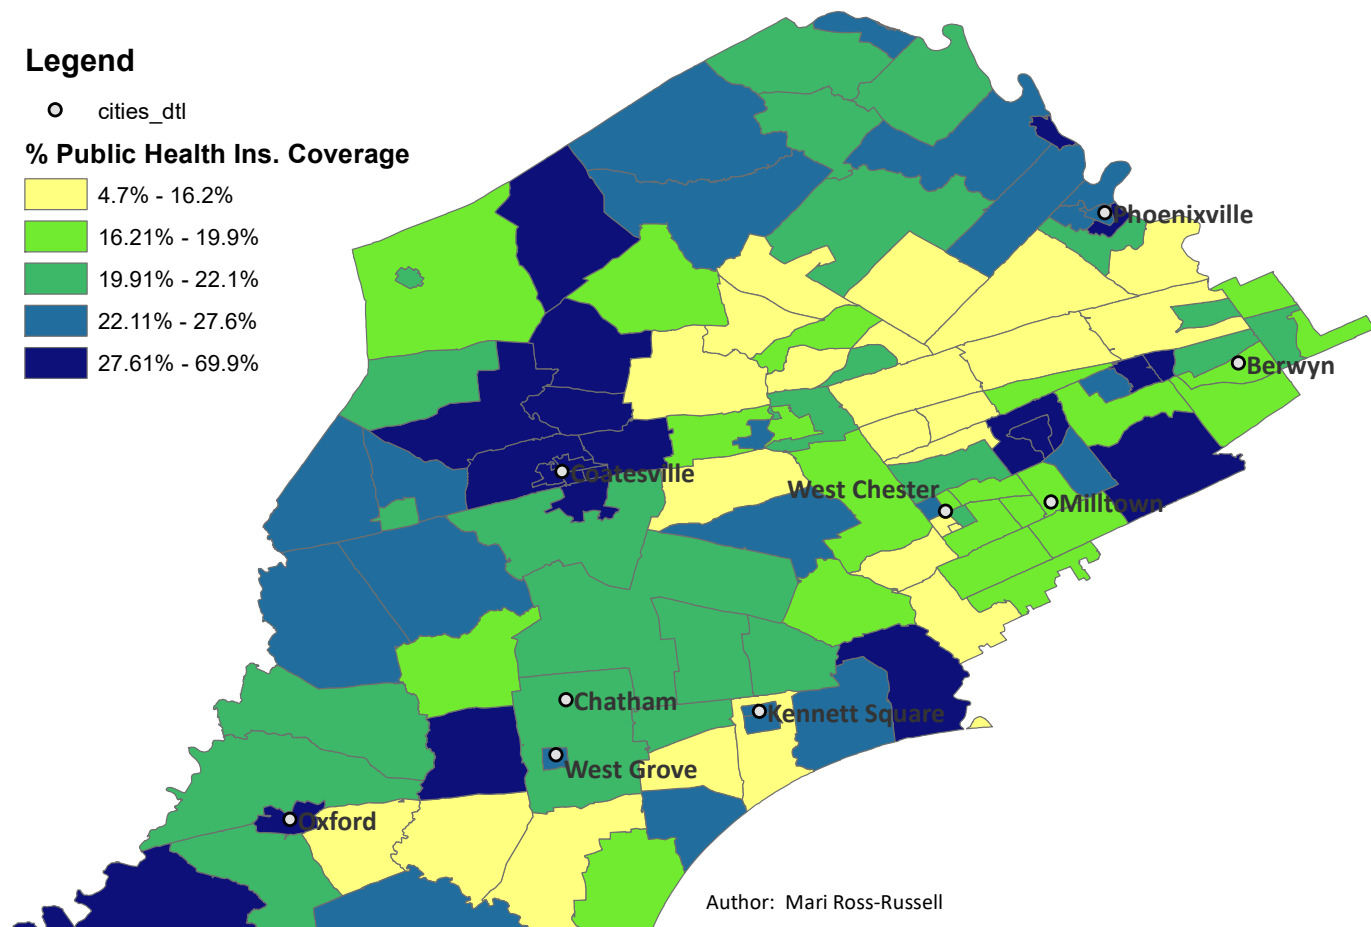 Legend
cities_dtl
% Public Health Ins. Coverage
4.7% - 16.2%
16.21% - 19.9%
19.91% - 22.1%
22.11% - 27.6%
27.61% - 69.9%
Phoenixville
Berwyn
Coatesville
West Chester
Milltown
Chatham
Kennett Square
West Grove
Oxford
Author: Mari Ross-Russell